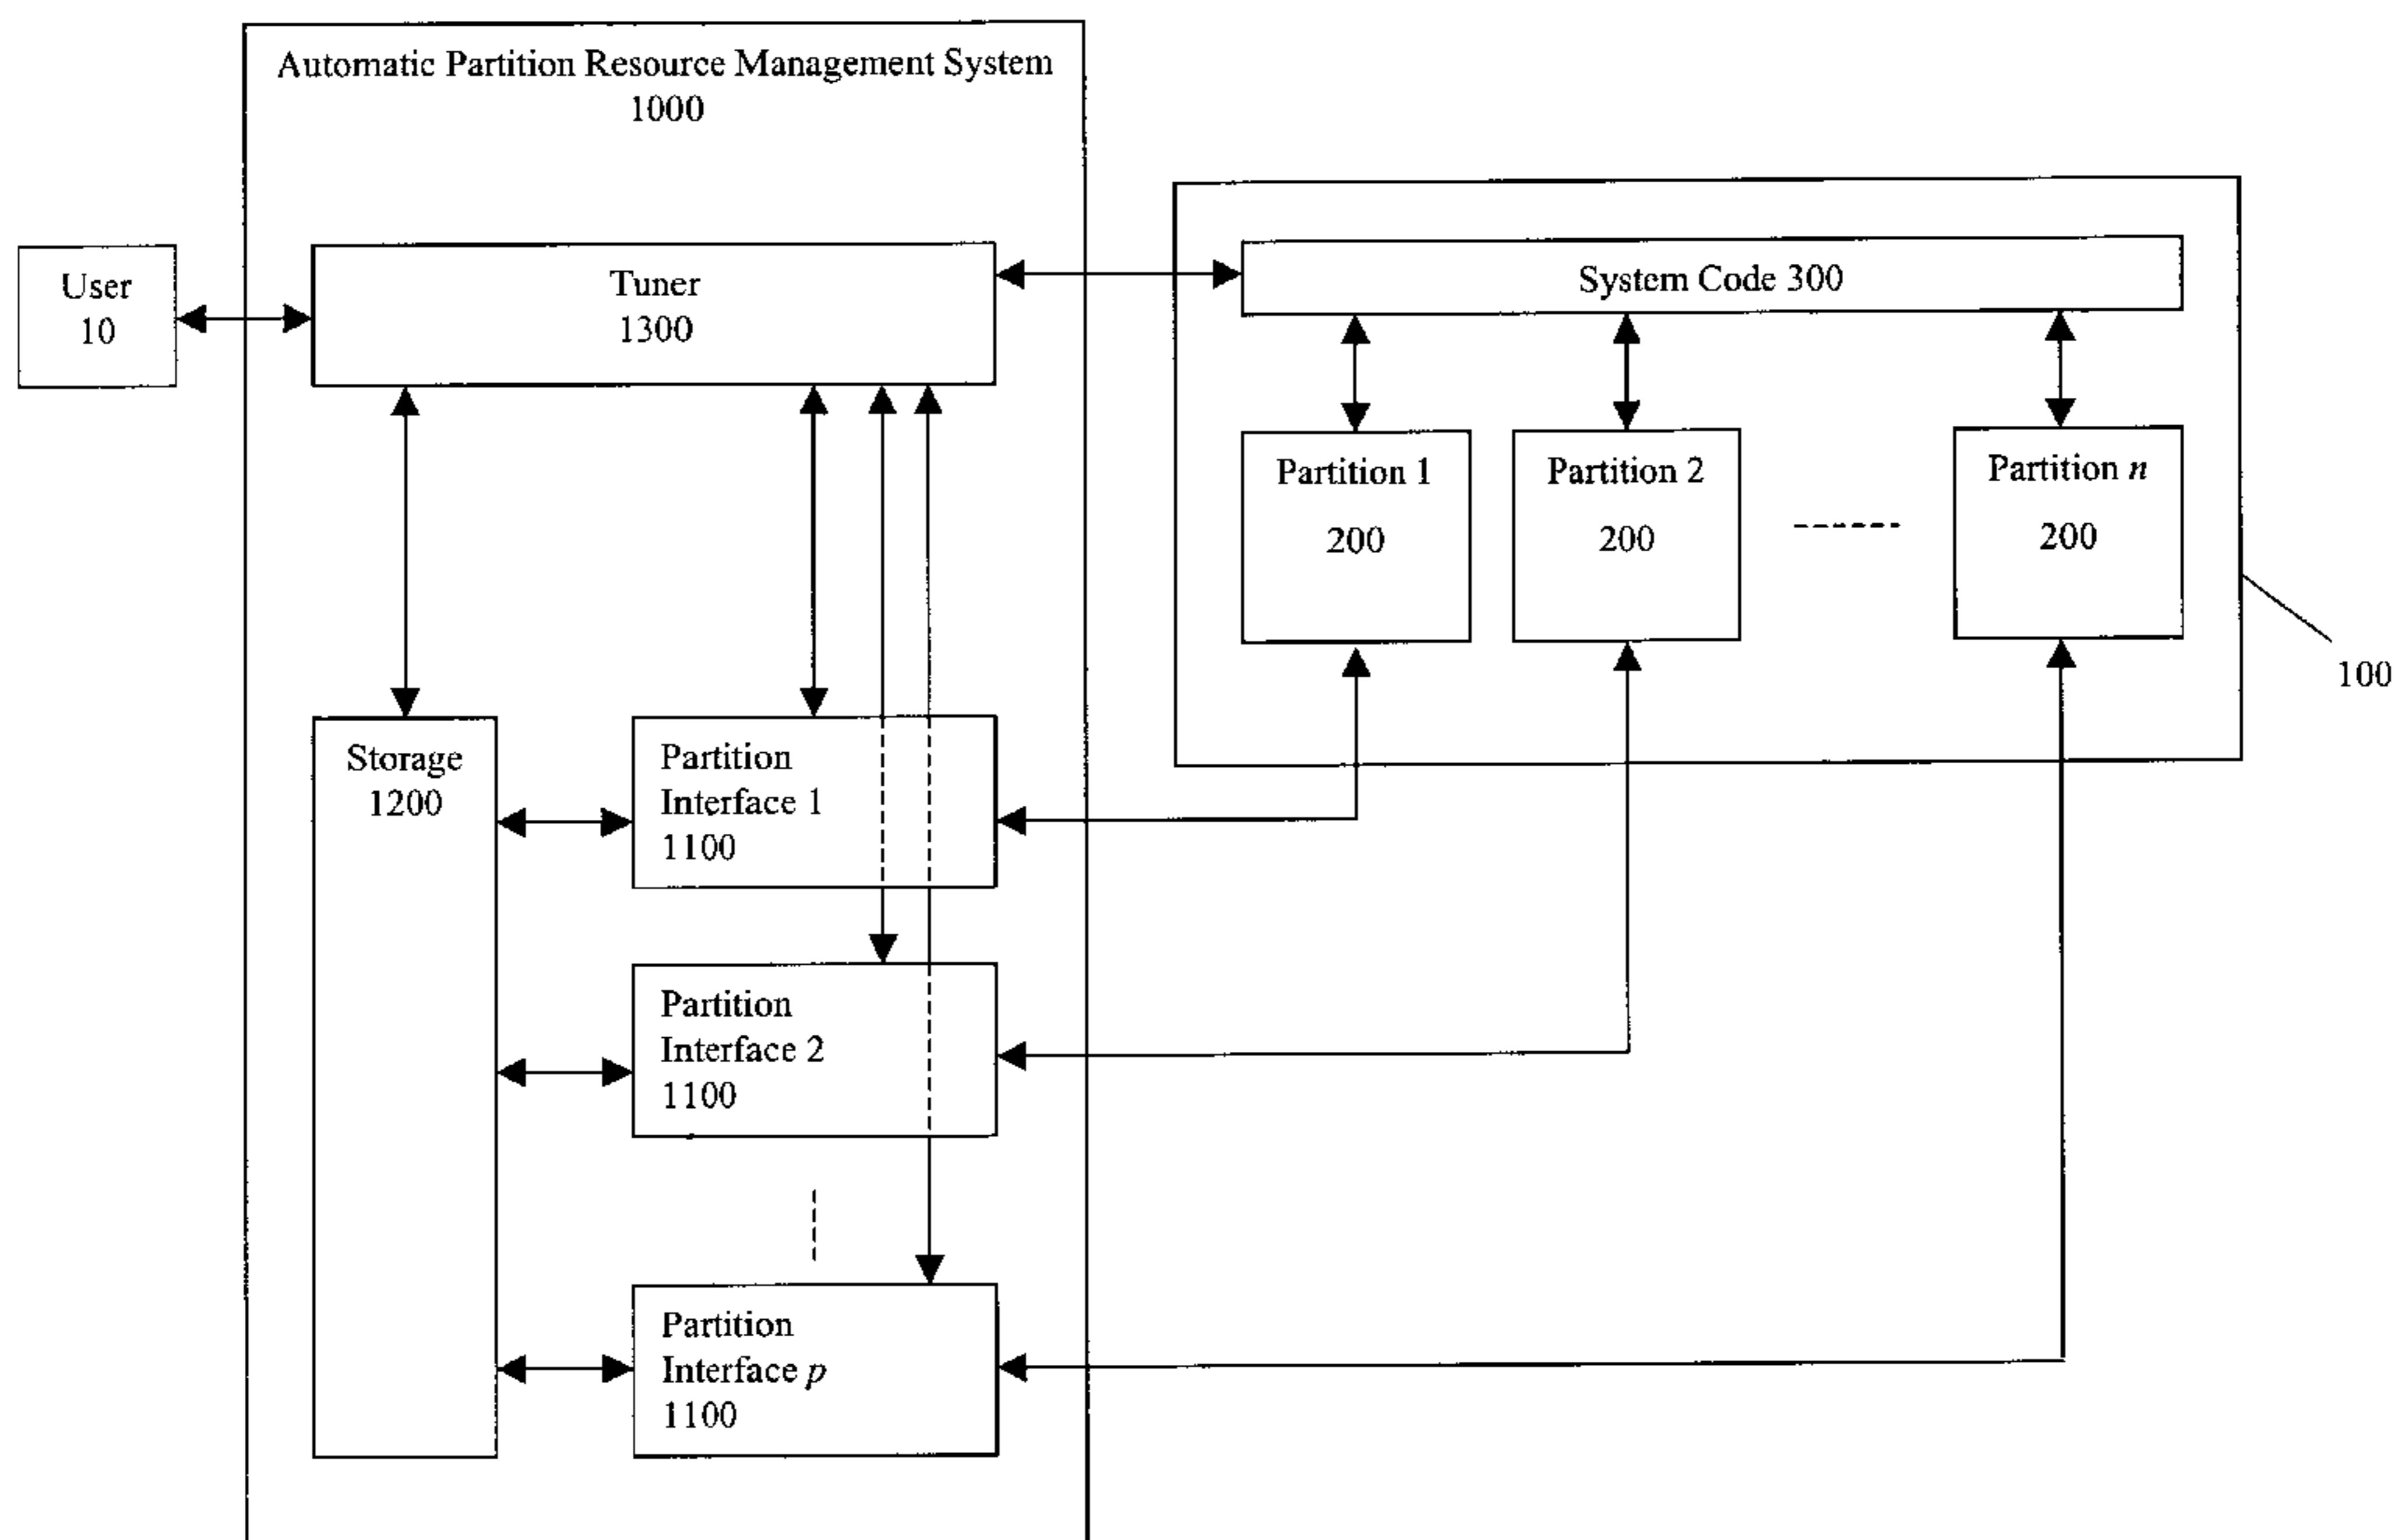 Automatic Partition Resource Management System
1000
User
10
Tuner
1300
System Code 300
Partition 1
200
Partition 2
200
Partition n
200
100
Storage
1200
Partition
Interface 1
1100
Partition
Interface 2
1100
Partition
Interface p
1100